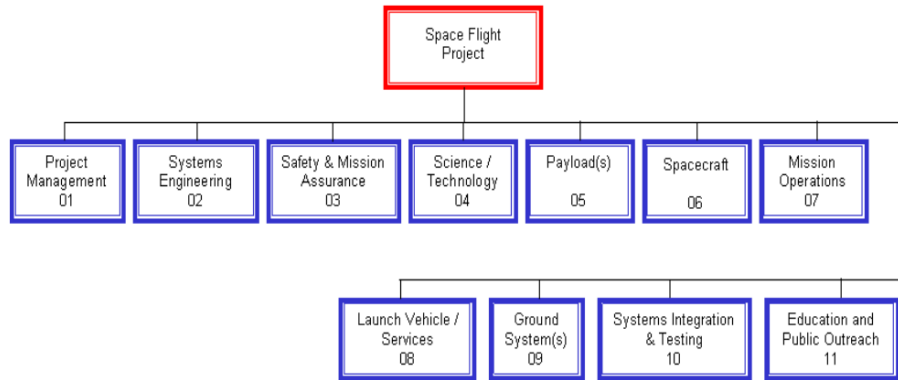 Space Flight
Project
Project
Management
01
Systems
Engineering
02
Safety & Mission
Assurance
03
Science /
Technology
04
Payload(s)
05
Spacecraft
06
Mission
Operations
07
Launch Vehicle /
Services
08
Ground
System(s)
09
Systems Integration
& Testing
10
Education and
Public Outreach
11